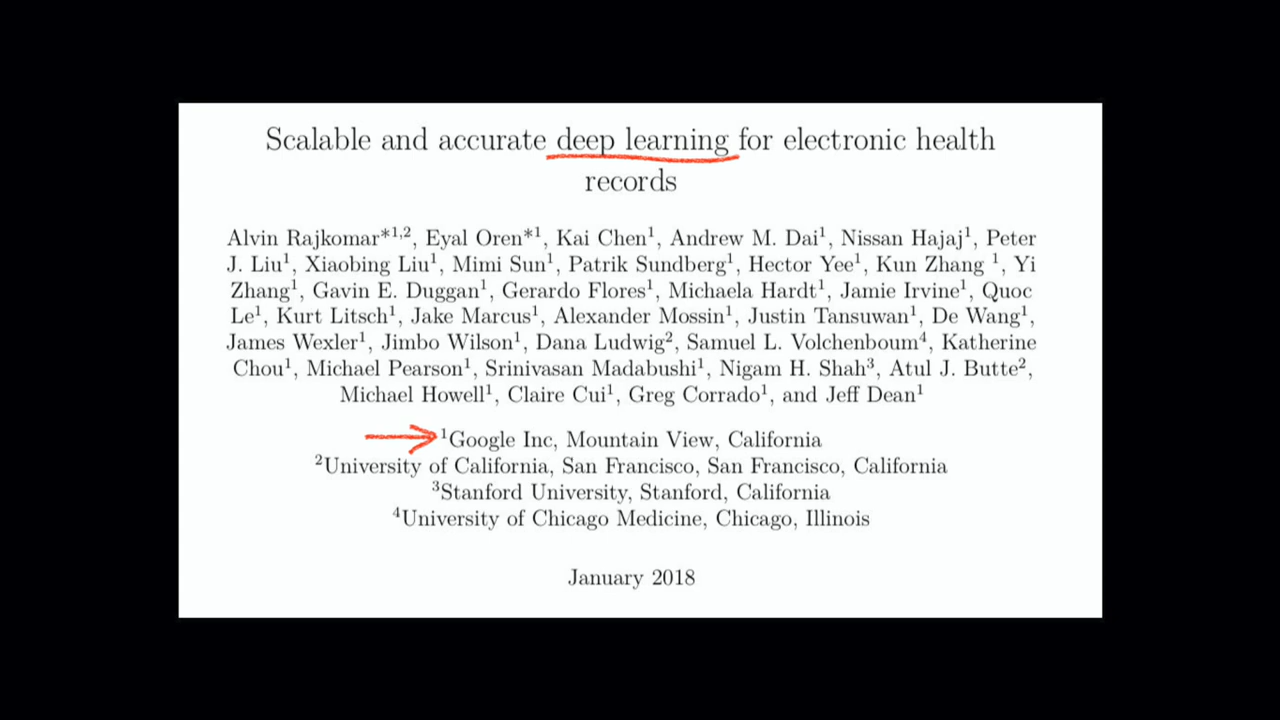 Scalable and accurate deep learning for electronic health
records
Alvin Rajkomar*1,2, Eyal Oren*1, Kai Chen1, Andrew M. Dai1, Nissan Hajaj1, Peter
J. Liu1, Xiaobing Liu1, Mimi Sun1, Patrik Sundberg1, Hector Yee1, Kun Zhang 1, Yi
Zhang1, Gavin E. Duggan1, Gerardo Flores1, Michaela Hardt1, Jamie Irvine1, Quoc
Le1, Kurt Litsch1, Jake Marcus1, Alexander Mossin1, Justin Tansuwan1, De Wang1,
James Wexler1, Jimbo Wilson1, Dana Ludwig2, Samuel L. Volchenboum4, Katherine
Chou1, Michael Pearson1, Srinivasan Madabushi1, Nigam H. Shah3, Atul J. Butte2,
Michael Howell1, Claire Cui1, Greg Corrado1, and Jeff Dean1
1Google Inc, Mountain View, California
2University of California, San Francisco, San Francisco, California
3Stanford University, Stanford, California
4University of Chicago Medicine, Chicago, Illinois
January 2018